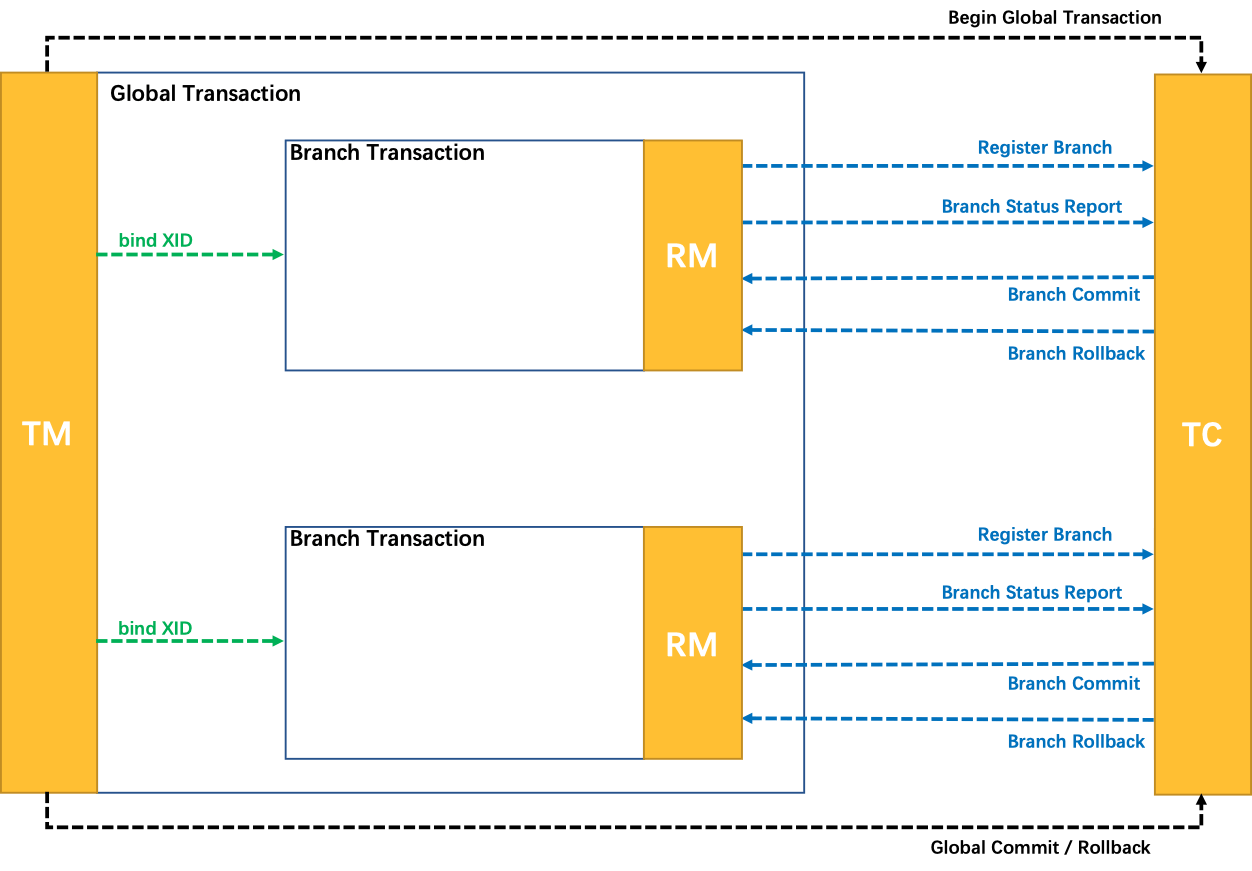 Begin Global Transaction
Global Transaction
Branch Transaction
Register Branch
Branch Status Report
bind XID
RM
Branch Commit
Branch Rollback
TM
TC
Branch Transaction
Register Branch
Branch Status Report
bind XID
RM
Branch Commit
Branch Rollback
Global Commit / Rollback